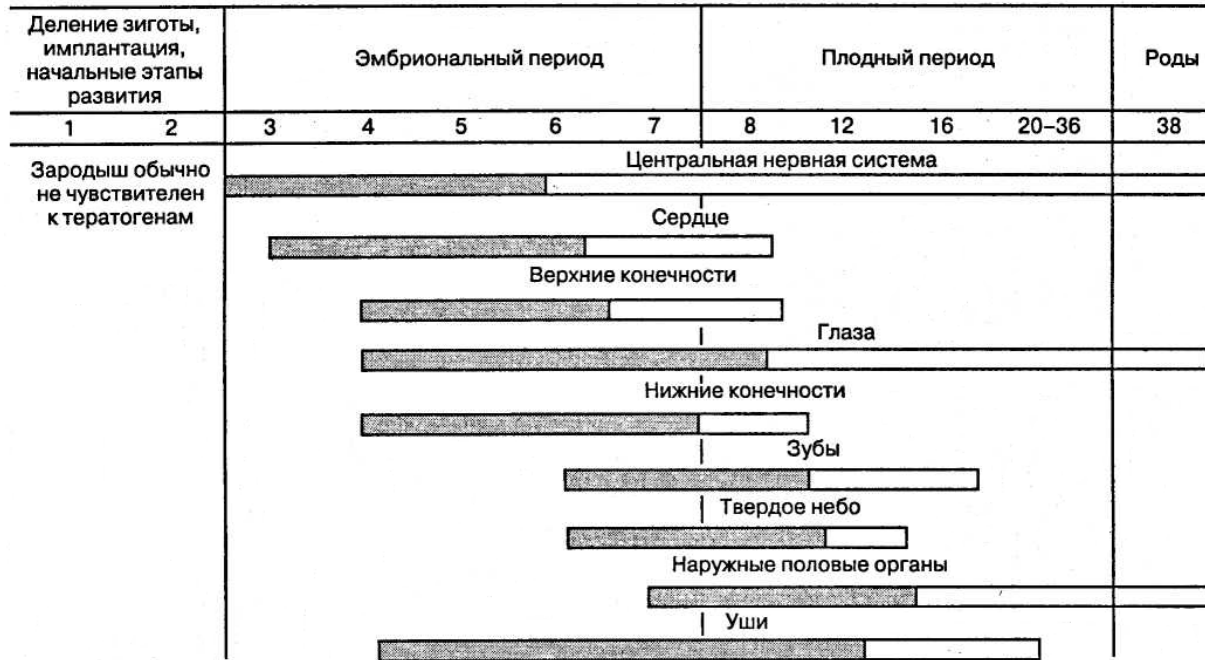 Деление зиготы,
имплантация,
начальные этапы
развития
Эмбриональный период
Плодный период
Роды
1 2 3 4 5 6 7 8 12 16 20–36 38
Зародыш обычно
не чувствителен
к тератогенам
Центральная нервная система
Сердце
Верхние конечности
Глаза
Нижние конечности
Зубы
Твердое небо
Наружные половые органы
Уши